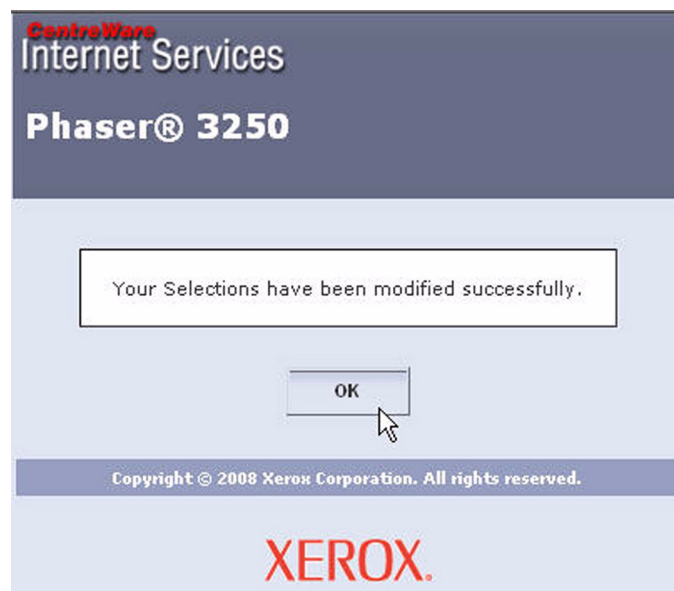 CentreWare
Internet Services
Phaser® 3250
Your Selections have been modified successfully.
OK
Copyright © 2008 Xerox Corporation. All rights reserved.
XEROX.